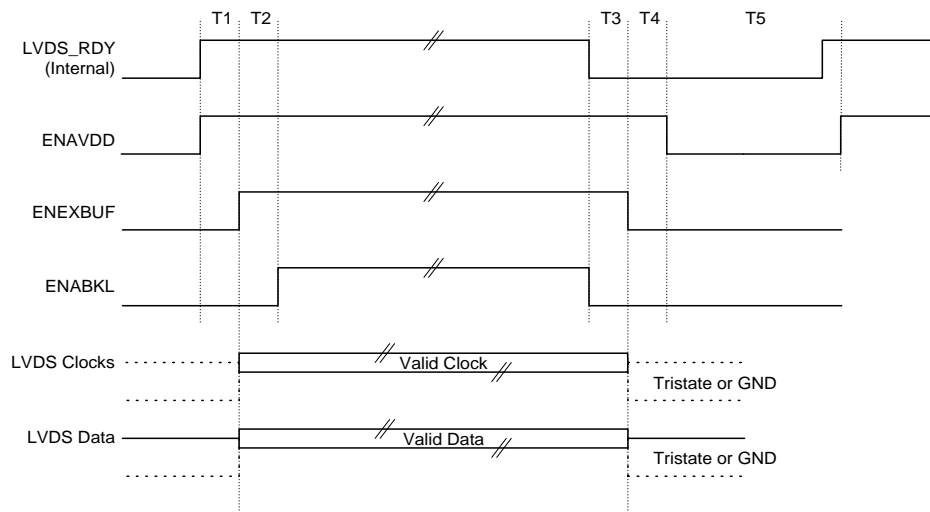 T1 T2 T3 T4 T5
LVDS_RDY
(Internal)
ENAVDD
ENEXBUF
ENABKL
LVDS Clocks
Valid Clock
Tristate or GND
LVDS Data
Valid Data
Tristate or GND